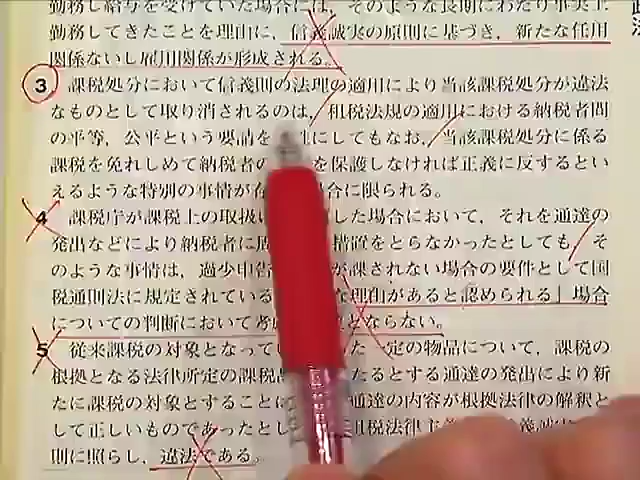 勤務し給与を受けていた場合には，そのような長期にわたり事実上
勤務してきたことを理由に，信義誠実の原則に基づき，新たな任用
関係ないし雇用関係が形成される。
3 課税処分において信義則の法理の適用により当該課税処分が違法
なものとして取り消されるのは，租税法規の適用における納税者間
の平等，公平という要請を 牲にしてもなお，当該課税処分に係る
課税を免れしめて納税者の を保護しなければ正義に反するとい
えるような特別の事情が 合に限られる。
4 課税庁が課税上の取扱い した場合において，それを通達の
発出などにより納税者に周 措置をとらなかったとしても，そ
のような事情は，過少申告 が課されない場合の要件として国
税通則法に規定されている な理由があると認められる」場合
についての判断において考 とならない。
5 従来課税の対象となって た一定の物品について，課税の
根拠となる法律所定の課税 たるとする通達の発出により新
たに課税の対象とすることは 通達の内容が根拠法律の解釈と
して正しいものであったとし 租税法律主 義
則に照らし，違法である。